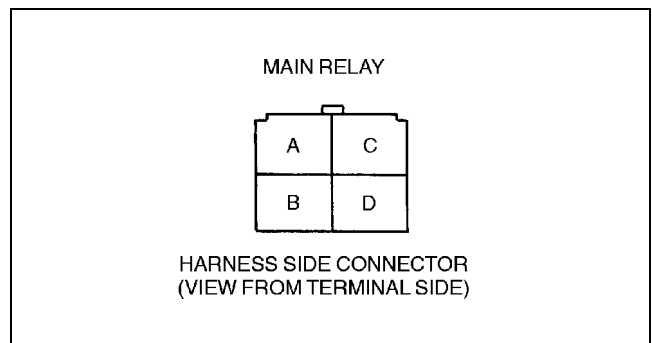 MAIN RELAY
A C
B D
HARNESS SIDE CONNECTOR
(VIEW FROM TERMINAL SIDE)